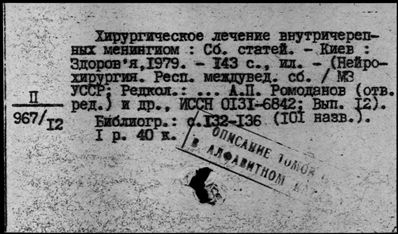 Хирургическое лечение внутричереп-
ных менингиом : Сб. статей. - Киев :
Здоров'я, 1979. - 143 с., ил. - (Нейро-
хирургия. Респ. междувед. сб. / МЗ
УССР; Редкол.: ... А.П. Ромоданов (отв.
ред.) и др., ИССН 0131-6842; Вып. 12).
Библиогр.: с.132-136 (101 назв.).
1 р. 40 к.
II
967/12
ОПИСАНИЕ ТОМОВ
В АЛФАВИТНОМ